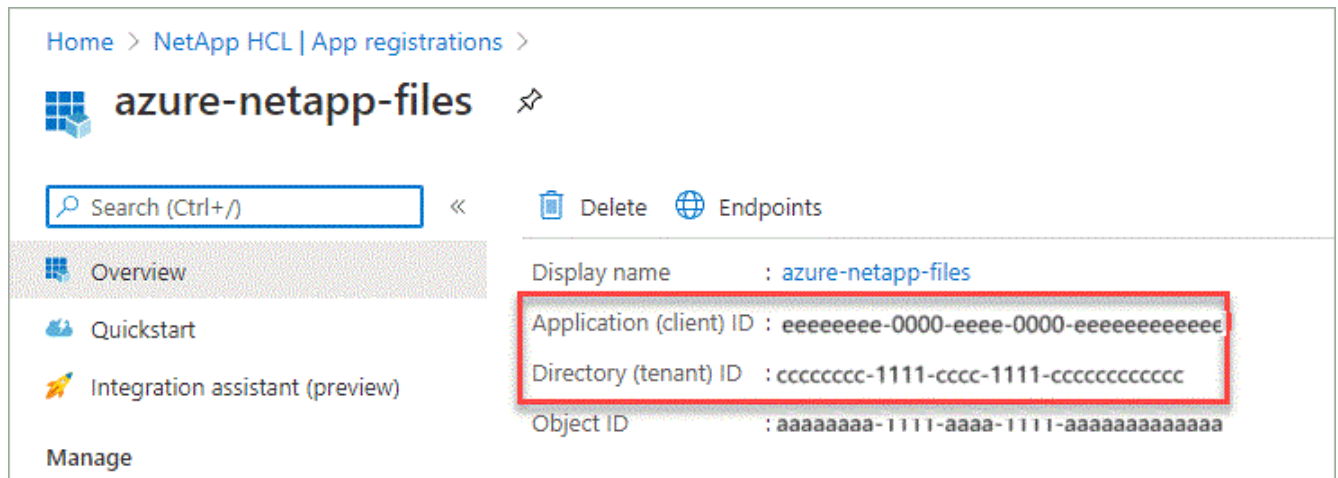 Home > NetApp HCL | App registrations >
azure-netapp-files
Search (Ctrl+/)
«
Delete
Endpoints
Overview
Quickstart
Integration assistant (preview)
Manage
Display name : azure-netapp-files
Application (client) ID : eeeeeeee-0000-eeee-0000-eeeeeeeeeeee
Directory (tenant) ID : cccccccc-1111-cccc-1111-cccccccccccc
Object ID : aaaaaaaa-1111-aaaa-1111-aaaaaaaaaaaaa